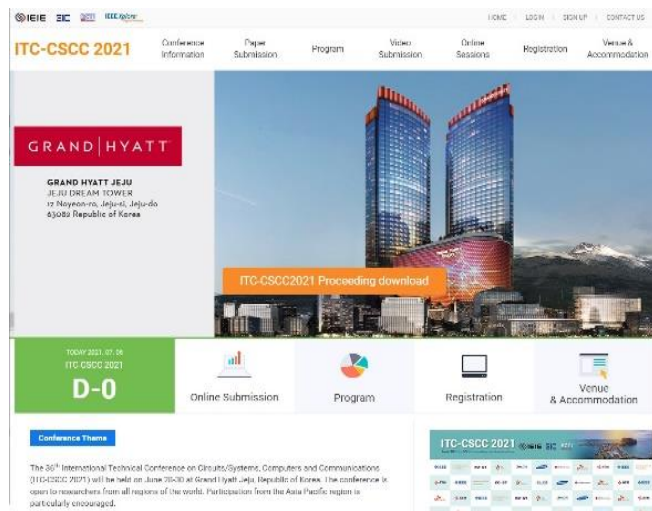 IEIE IEEE Xplore
HOME LOGIN SIGN UP CONTACT US
ITC-CSCC 2021
Conference Information
Paper Submission
Program
Video Submission
Online Sessions
Registration
Venue & Accommodation
GRAND HYATT
GRAND HYATT JEJU
JEJU DREAM TOWER
12 Noyeon-ro, Jeju-si, Jeju-do
63082 Republic of Korea
ITC-CSCC2021 Proceeding download
TODAY 2021. 07. 08
ITC-CSCC 2021
D-0
Online Submission
Program
Registration
Venue
& Accommodation
Conference Thema
The 36th International Technical Conference on Circuits/Systems, Computers and Communications
(ITC-CSCC 2021) will be held on June 28-30 at Grand Hyatt Jeju, Republic of Korea. The conference is
open to researchers from all regions of the world. Participation from the Asia Pacific region is
particularly encouraged.
ITC-CSCC 2021 IEIE